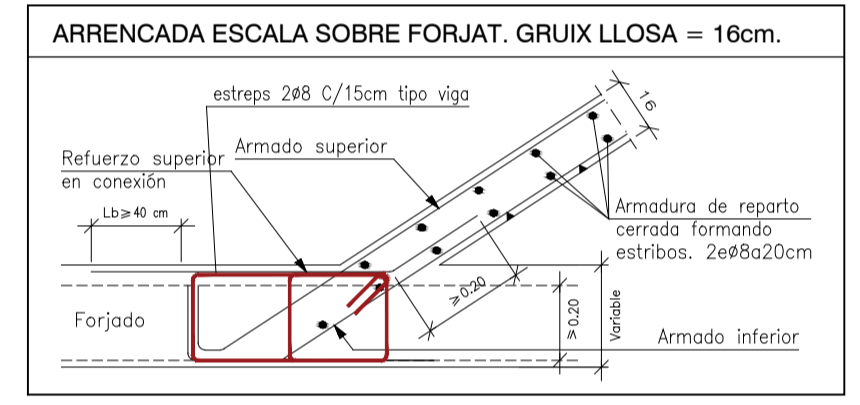 ARRENCADA ESCALA SOBRE FORJAT. GRUIX LLOSA = 16cm.
estreps 2ø8 C/15cm tipo viga
16
Armado superior
Refuerzo superior
en conexión
Lb≥40 cm
Armadura de reparto
cerrada formando
estribos. 2eø8a20cm
≥0.20
≥0.20
Variable
Forjado
Armado inferior